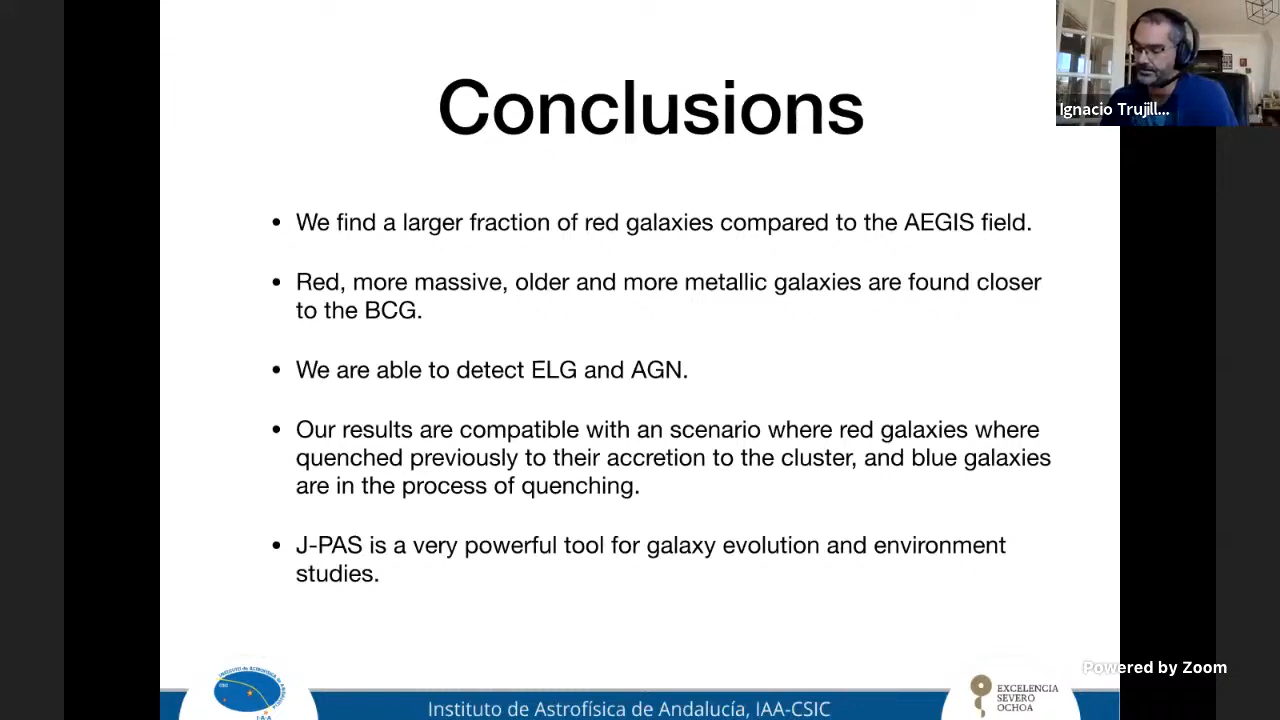 Conclusions
Ignacio Trujill...
• We find a larger fraction of red galaxies compared to the AEGIS field.
• Red, more massive, older and more metallic galaxies are found closer
to the BCG.
• We are able to detect ELG and AGN.
• Our results are compatible with an scenario where red galaxies where
quenched previously to their accretion to the cluster, and blue galaxies
are in the process of quenching.
• J-PAS is a very powerful tool for galaxy evolution and environment
studies.
Powered by Zoom
Instituto de Astrofísica de Andalucía, IAA-CSIC
EXCELENCIA
SEVERO
OCHOA